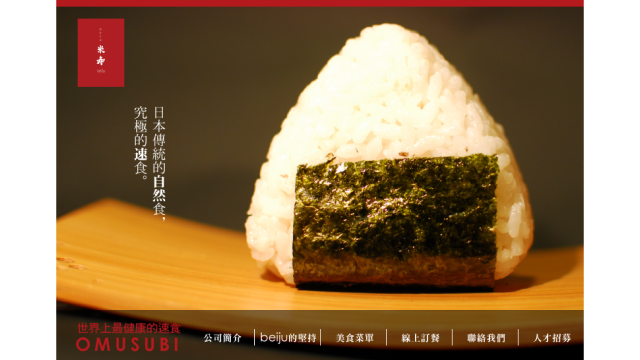 米壽
日本傳統的自然食，
究極的速食。
世界上最健康的速食
OMUSUBI
公司簡介
beiju的堅持
美食菜單
線上訂餐
聯絡我們
人才招募